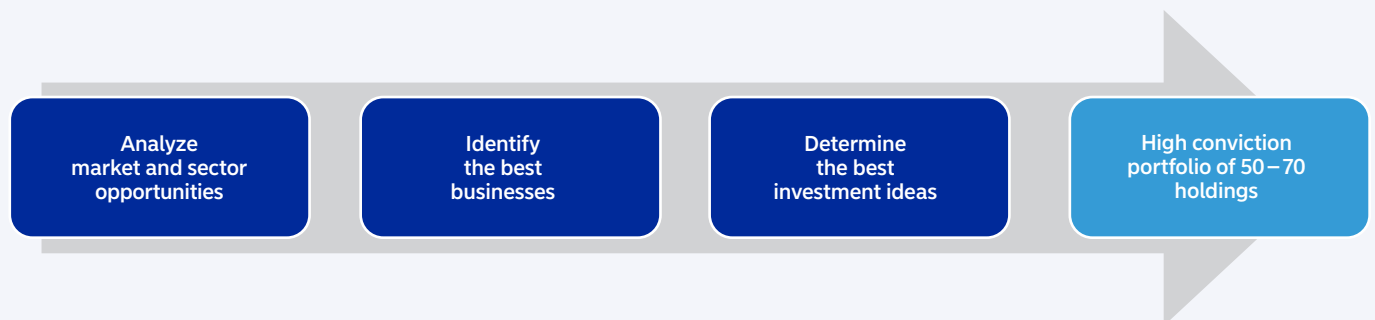 Analyze
market and sector
opportunities
Identify
the best
businesses
Determine
the best
investment ideas
High conviction
portfolio of 50–70
holdings